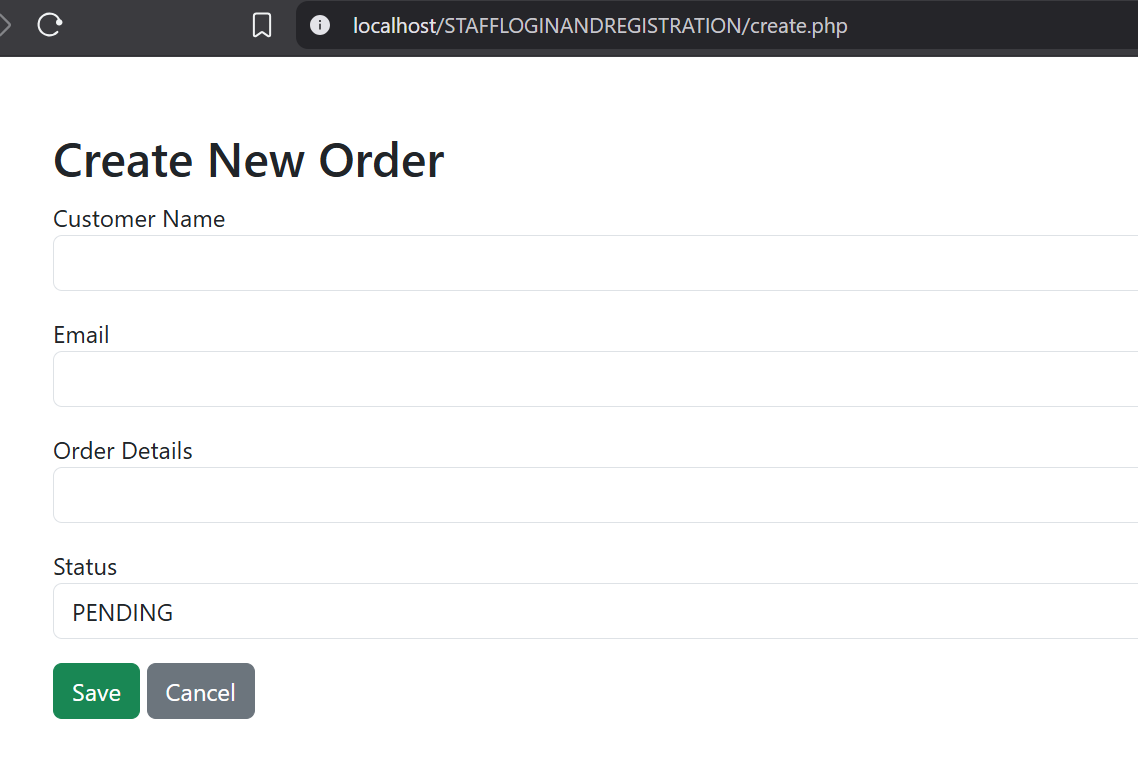 localhost/STAFFLOGINANDREGISTRATION/create.php
Create New Order
Customer Name
Email
Order Details
Status
PENDING
Save Cancel